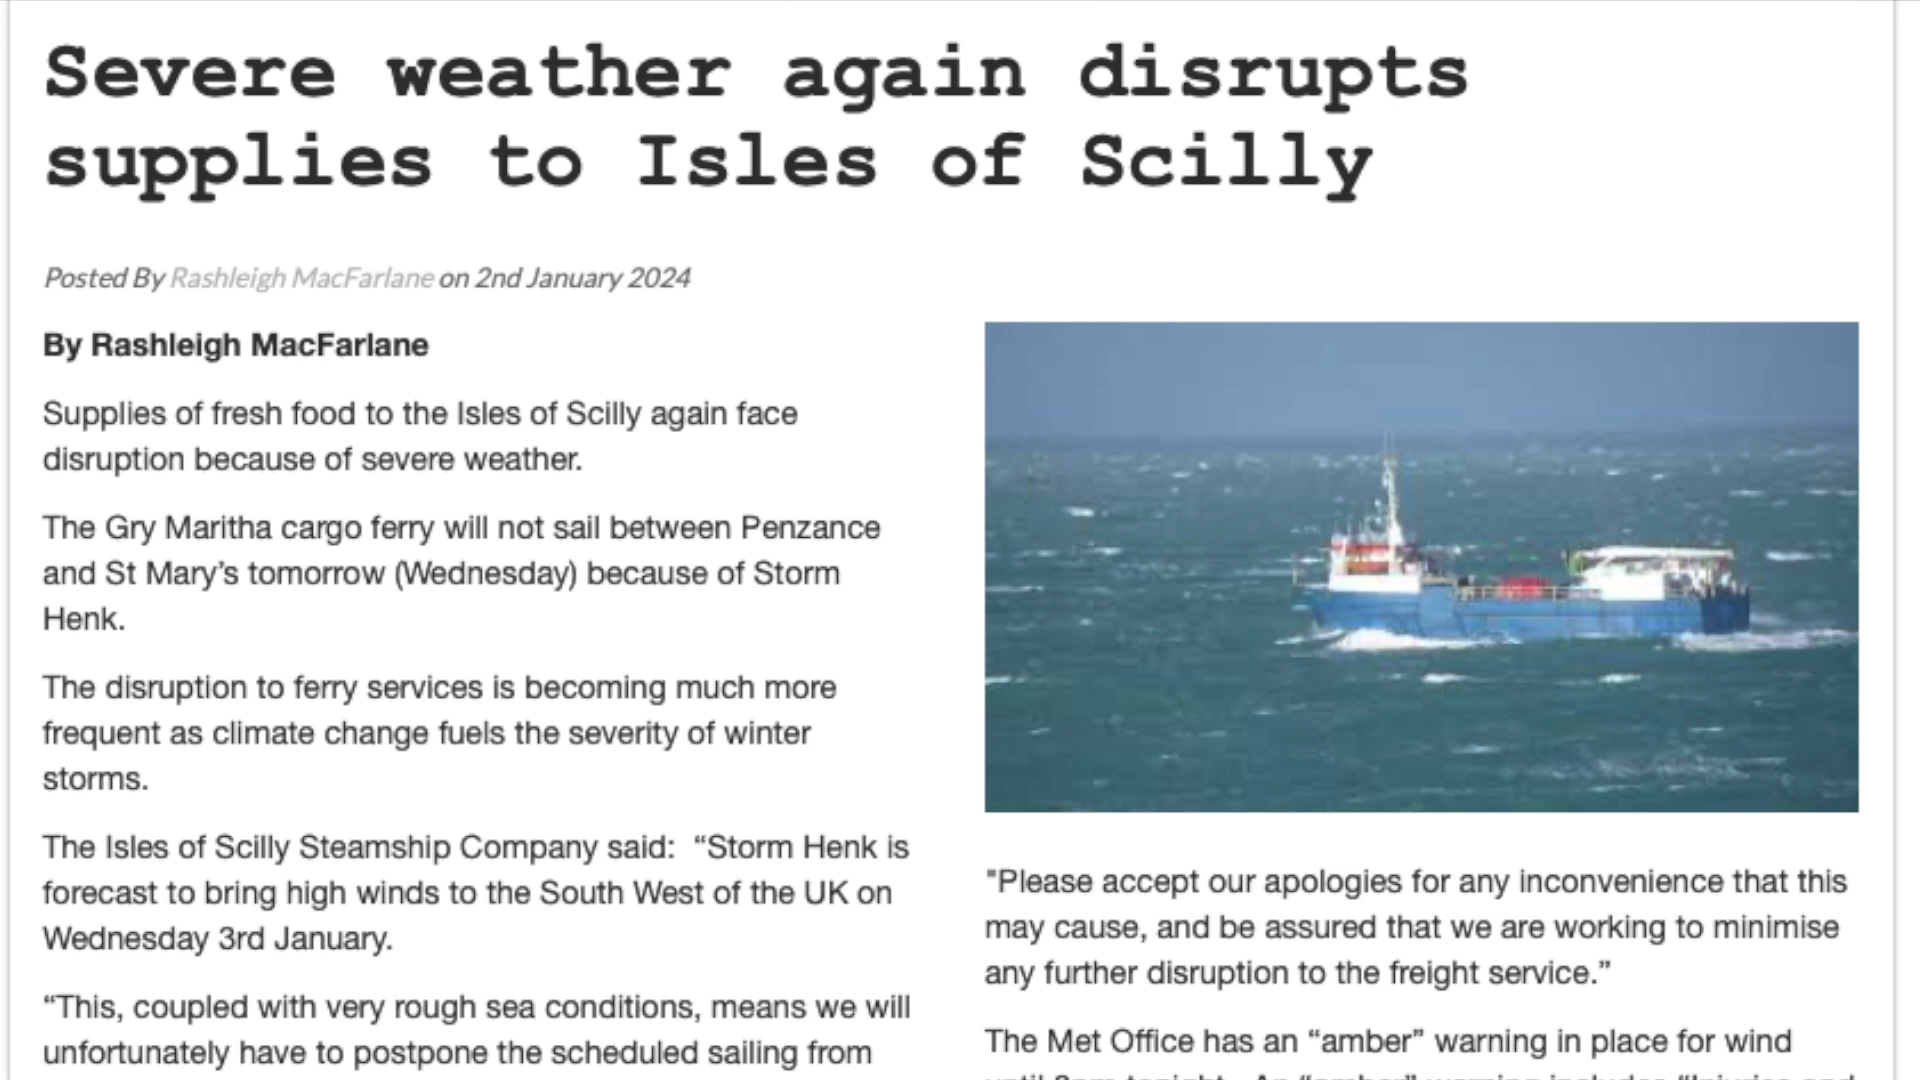 Severe weather again disrupts
supplies to Isles of Scilly
Posted By Rashleigh MacFarlane on 2nd January 2024
By Rashleigh MacFarlane
Supplies of fresh food to the Isles of Scilly again face
disruption because of severe weather.
The Gry Maritha cargo ferry will not sail between Penzance
and St Mary’s tomorrow (Wednesday) because of Storm
Henk.
The disruption to ferry services is becoming much more
frequent as climate change fuels the severity of winter
storms.
The Isles of Scilly Steamship Company said:  “Storm Henk is
forecast to bring high winds to the South West of the UK on
Wednesday 3rd January.
“This, coupled with very rough sea conditions, means we will
unfortunately have to postpone the scheduled sailing from
"Please accept our apologies for any inconvenience that this
may cause, and be assured that we are working to minimise
any further disruption to the freight service.”
The Met Office has an “amber” warning in place for wind